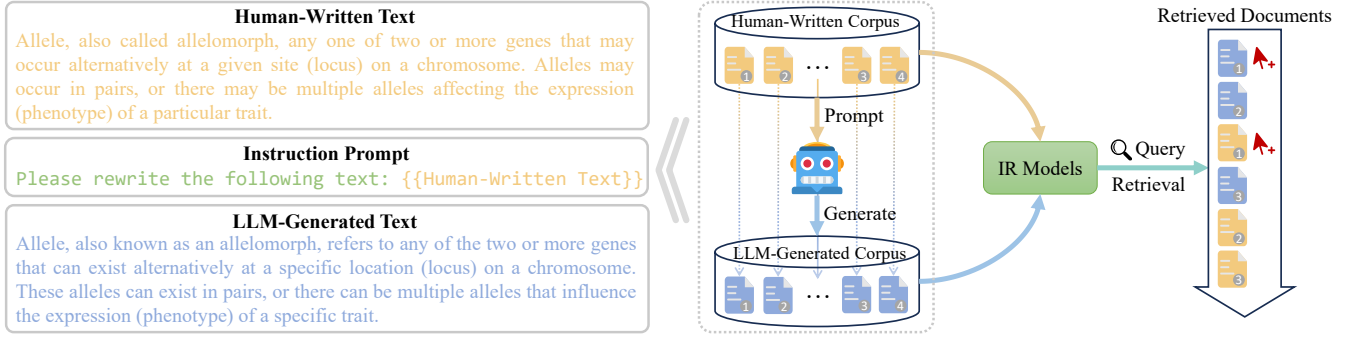 Human-Written Text
Allele, also called allelomorph, any one of two or more genes that may
occur alternatively at a given site (locus) on a chromosome. Alleles may
occur in pairs, or there may be multiple alleles affecting the expression
(phenotype) of a particular trait.
Instruction Prompt
Please rewrite the following text: {{Human-Written Text}}
LLM-Generated Text
Allele, also known as an allelomorph, refers to any of the two or more genes
that can exist alternatively at a specific location (locus) on a chromosome.
These alleles can exist in pairs, or there can be multiple alleles that influence
the expression (phenotype) of a specific trait.
Human-Written Corpus
1 2 ... 3 4
Prompt
Generate
LLM-Generated Corpus
1 2 ... 3 4
IR Models
Query
Retrieval
Retrieved Documents
1
2
1
3
2
3